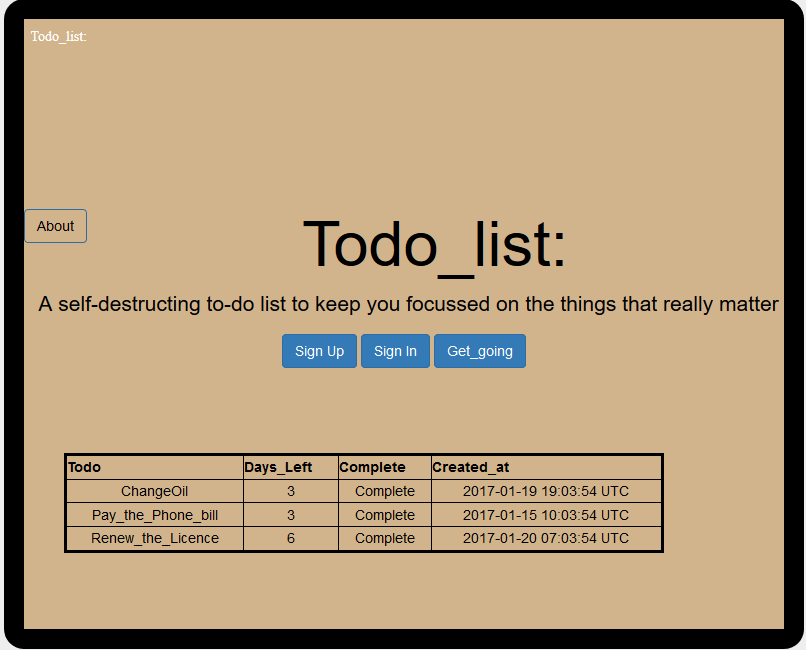 Todo_list:
About
Todo_list:
A self-destructing to-do list to keep you focussed on the things that really matter
Sign Up Sign In Get_going
Todo Days_Left Complete Created_at
ChangeOil 3 Complete 2017-01-19 19:03:54 UTC
Pay_the_Phone_bill 3 Complete 2017-01-15 10:03:54 UTC
Renew_the_Licence 6 Complete 2017-01-20 07:03:54 UTC